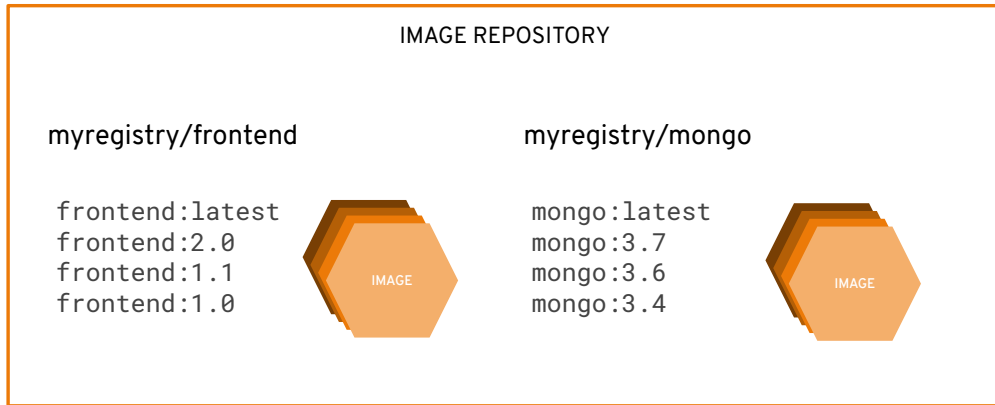 IMAGE REPOSITORY
myregistry/frontend
frontend:latest
frontend:2.0
frontend:1.1
frontend:1.0
IMAGE
myregistry/mongo
mongo:latest
mongo:3.7
mongo:3.6
mongo:3.4
IMAGE